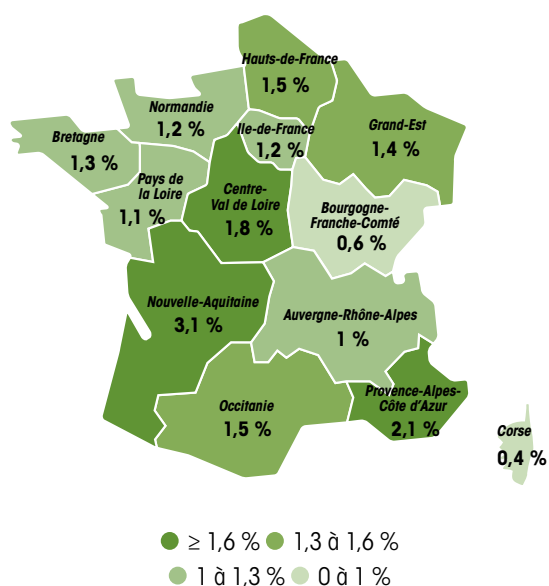 Hauts-de-France
1,5 %
Normandie
1,2 %
Ile-de-France
1,2 %
Grand-Est
1,4 %
Bretagne
1,3 %
Pays de
la Loire
1,1 %
Centre-
Val de Loire
1,8 %
Bourgogne-
Franche-Comté
0,6 %
Nouvelle-Aquitaine
3,1 %
Auvergne-Rhône-Alpes
1 %
Occitanie
1,5 %
Provence-Alpes-
Côte d'Azur
2,1 %
Corse
0,4 %
≥ 1,6 % 1,3 à 1,6 %
1 à 1,3 % 0 à 1 %